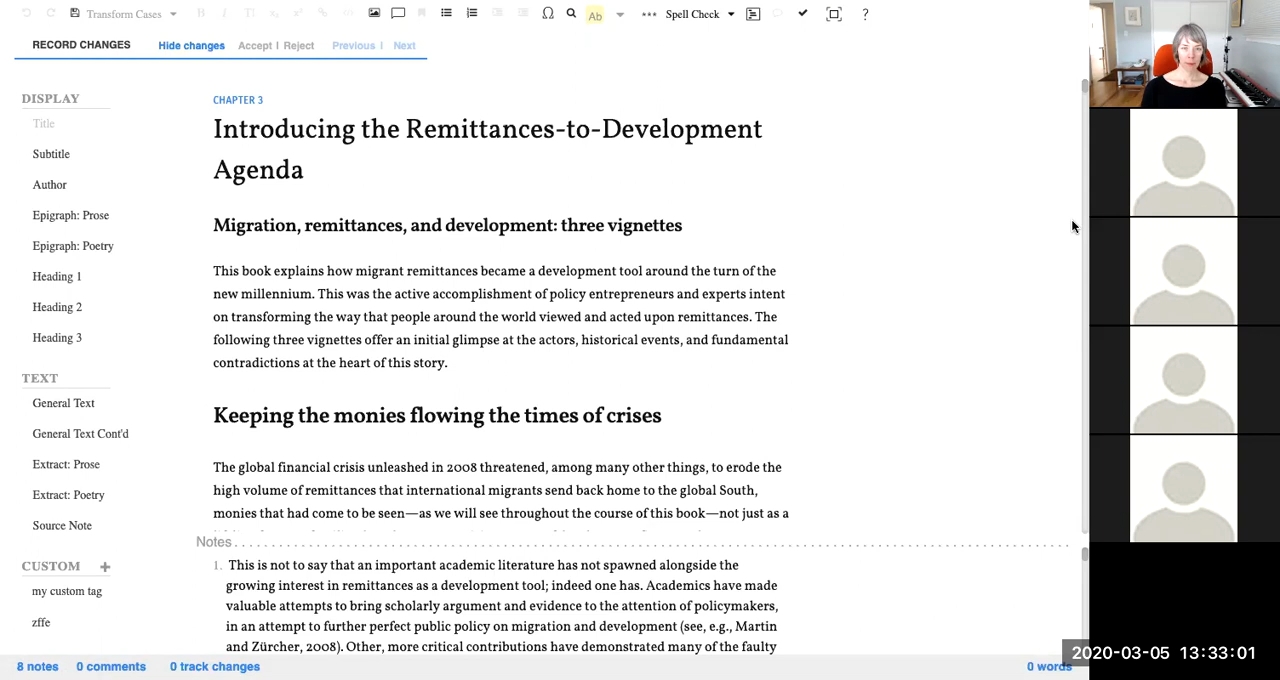 Transform Cases
Spell Check
RECORD CHANGES
Hide changes
Accept | Reject
Previous |
Next
DISPLAY
Title
Subtitle
Author
Epigraph: Prose
Epigraph: Poetry
Heading 1
Heading 2
Heading 3
TEXT
General Text
General Text Cont'd
Extract: Prose
Extract: Poetry
Source Note
CUSTOM +
my custom tag
zffe
CHAPTER 3
Introducing the Remittances-to-Development
Agenda
Migration, remittances, and development: three vignettes
This book explains how migrant remittances became a development tool around the turn of the
new millennium. This was the active accomplishment of policy entrepreneurs and experts intent
on transforming the way that people around the world viewed and acted upon remittances. The
following three vignettes offer an initial glimpse at the actors, historical events, and fundamental
contradictions at the heart of this story.
Keeping the monies flowing the times of crises
The global financial crisis unleashed in 2008 threatened, among many other things, to erode the
high volume of remittances that international migrants send back home to the global South,
monies that had come to be seen—as we will see throughout the course of this book—not just as a
Notes
1. This is not to say that an important academic literature has not spawned alongside the
growing interest in remittances as a development tool; indeed one has. Academics have made
valuable attempts to bring scholarly argument and evidence to the attention of policymakers,
in an attempt to further perfect public policy on migration and development (see, e.g., Martin
and Zürcher, 2008). Other, more critical contributions have demonstrated many of the faulty
8 notes
0 comments
0 track changes
0 words
2020-03-05 13:33:01